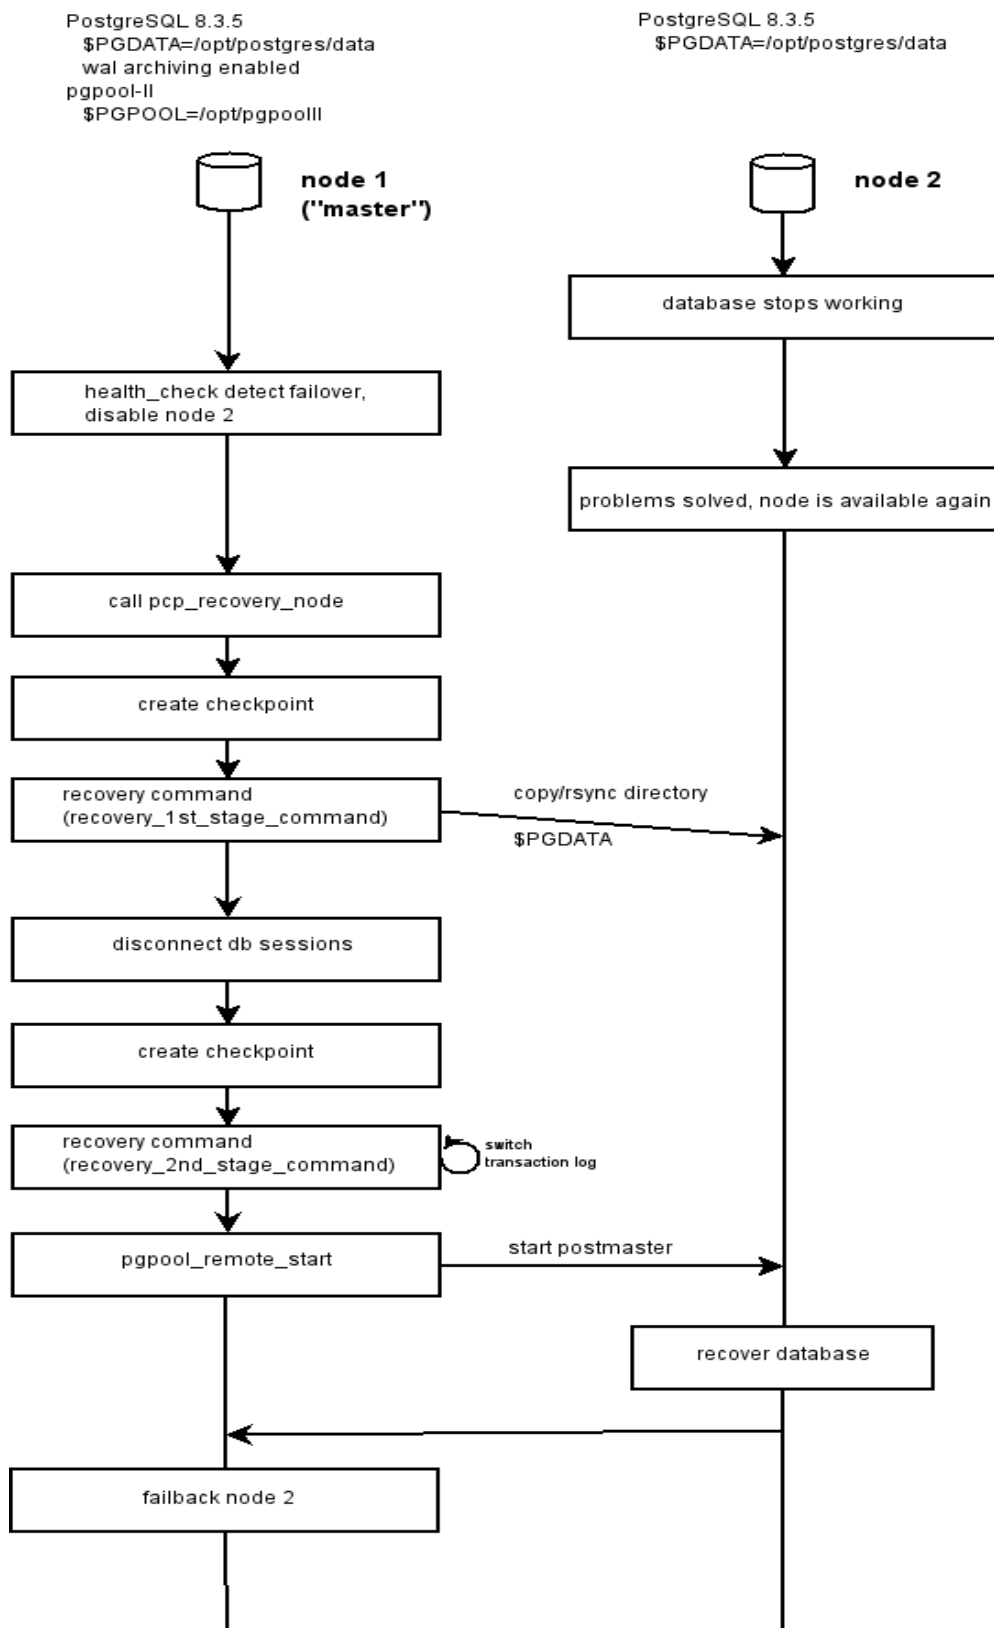 PostgreSQL 8.3.5
$PGDATA=/opt/postgres/data
wal archiving enabled
pgpool-II
$PGPOOL=/opt/pgpoolII
PostgreSQL 8.3.5
$PGDATA=/opt/postgres/data
node 1
("master")
node 2
database stops working
health_check detect failover,
disable node 2
problems solved, node is available again
call pcp_recovery_node
create checkpoint
recovery command
(recovery_1st_stage_command)
copy/rsync directory
$PGDATA
disconnect db sessions
create checkpoint
recovery command
(recovery_2nd_stage_command)
switch
transaction log
pgpool_remote_start
start postmaster
recover database
failback node 2